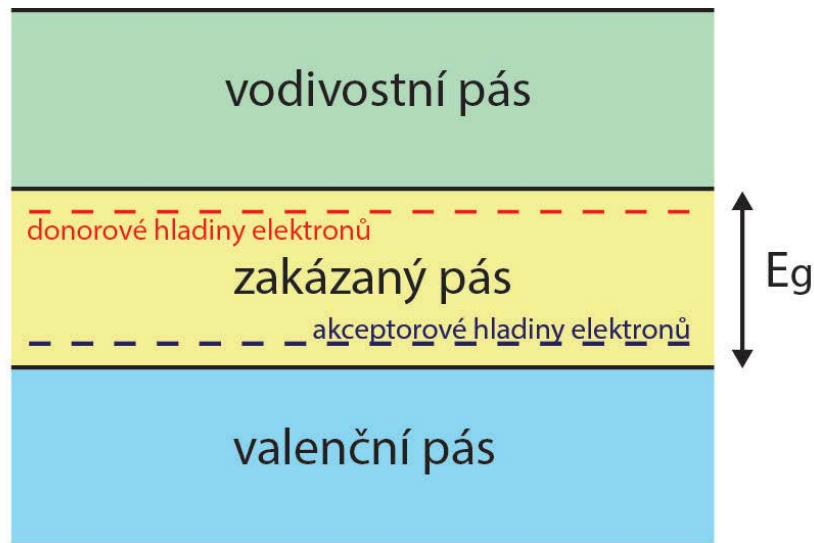 vodivostní pás
donorové hladiny elektronů
zakázaný pás
Eg
akceptorové hladiny elektronů
valenční pás